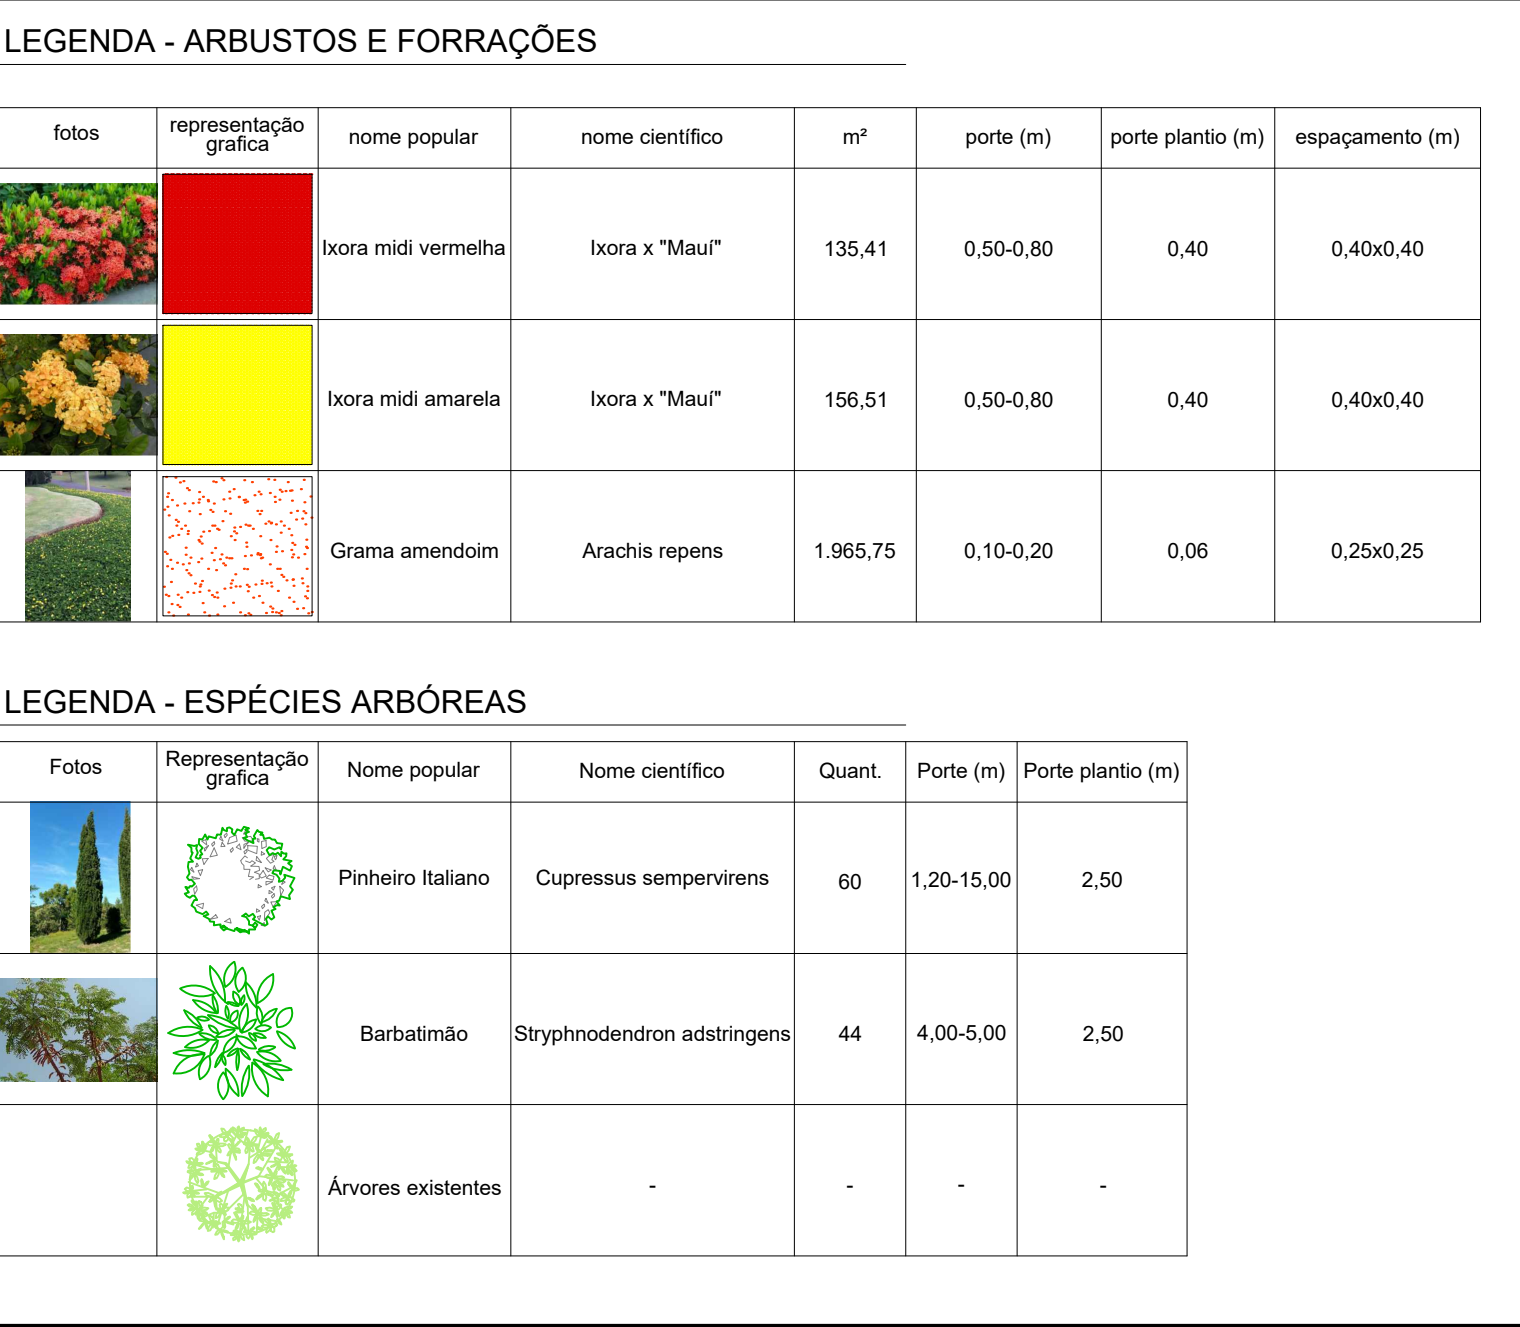 LEGENDA - ARBUSTOS E FORRAÇÕES
fotos representação grafica nome popular nome científico m² porte (m) porte plantio (m) espaçamento (m)
Ixora midi vermelha Ixora x "Mauí" 135,41 0,50-0,80 0,40 0,40x0,40
Ixora midi amarela Ixora x "Mauí" 156,51 0,50-0,80 0,40 0,40x0,40
Grama amendoim Arachis repens 1.965,75 0,10-0,20 0,06 0,25x0,25
LEGENDA - ESPÉCIES ARBÓREAS
Fotos Representação grafica Nome popular Nome científico Quant. Porte (m) Porte plantio (m)
Pinheiro Italiano Cupressus sempervirens 60 1,20-15,00 2,50
Barbatimão Stryphnodendron adstringens 44 4,00-5,00 2,50
Árvores existentes - - - -